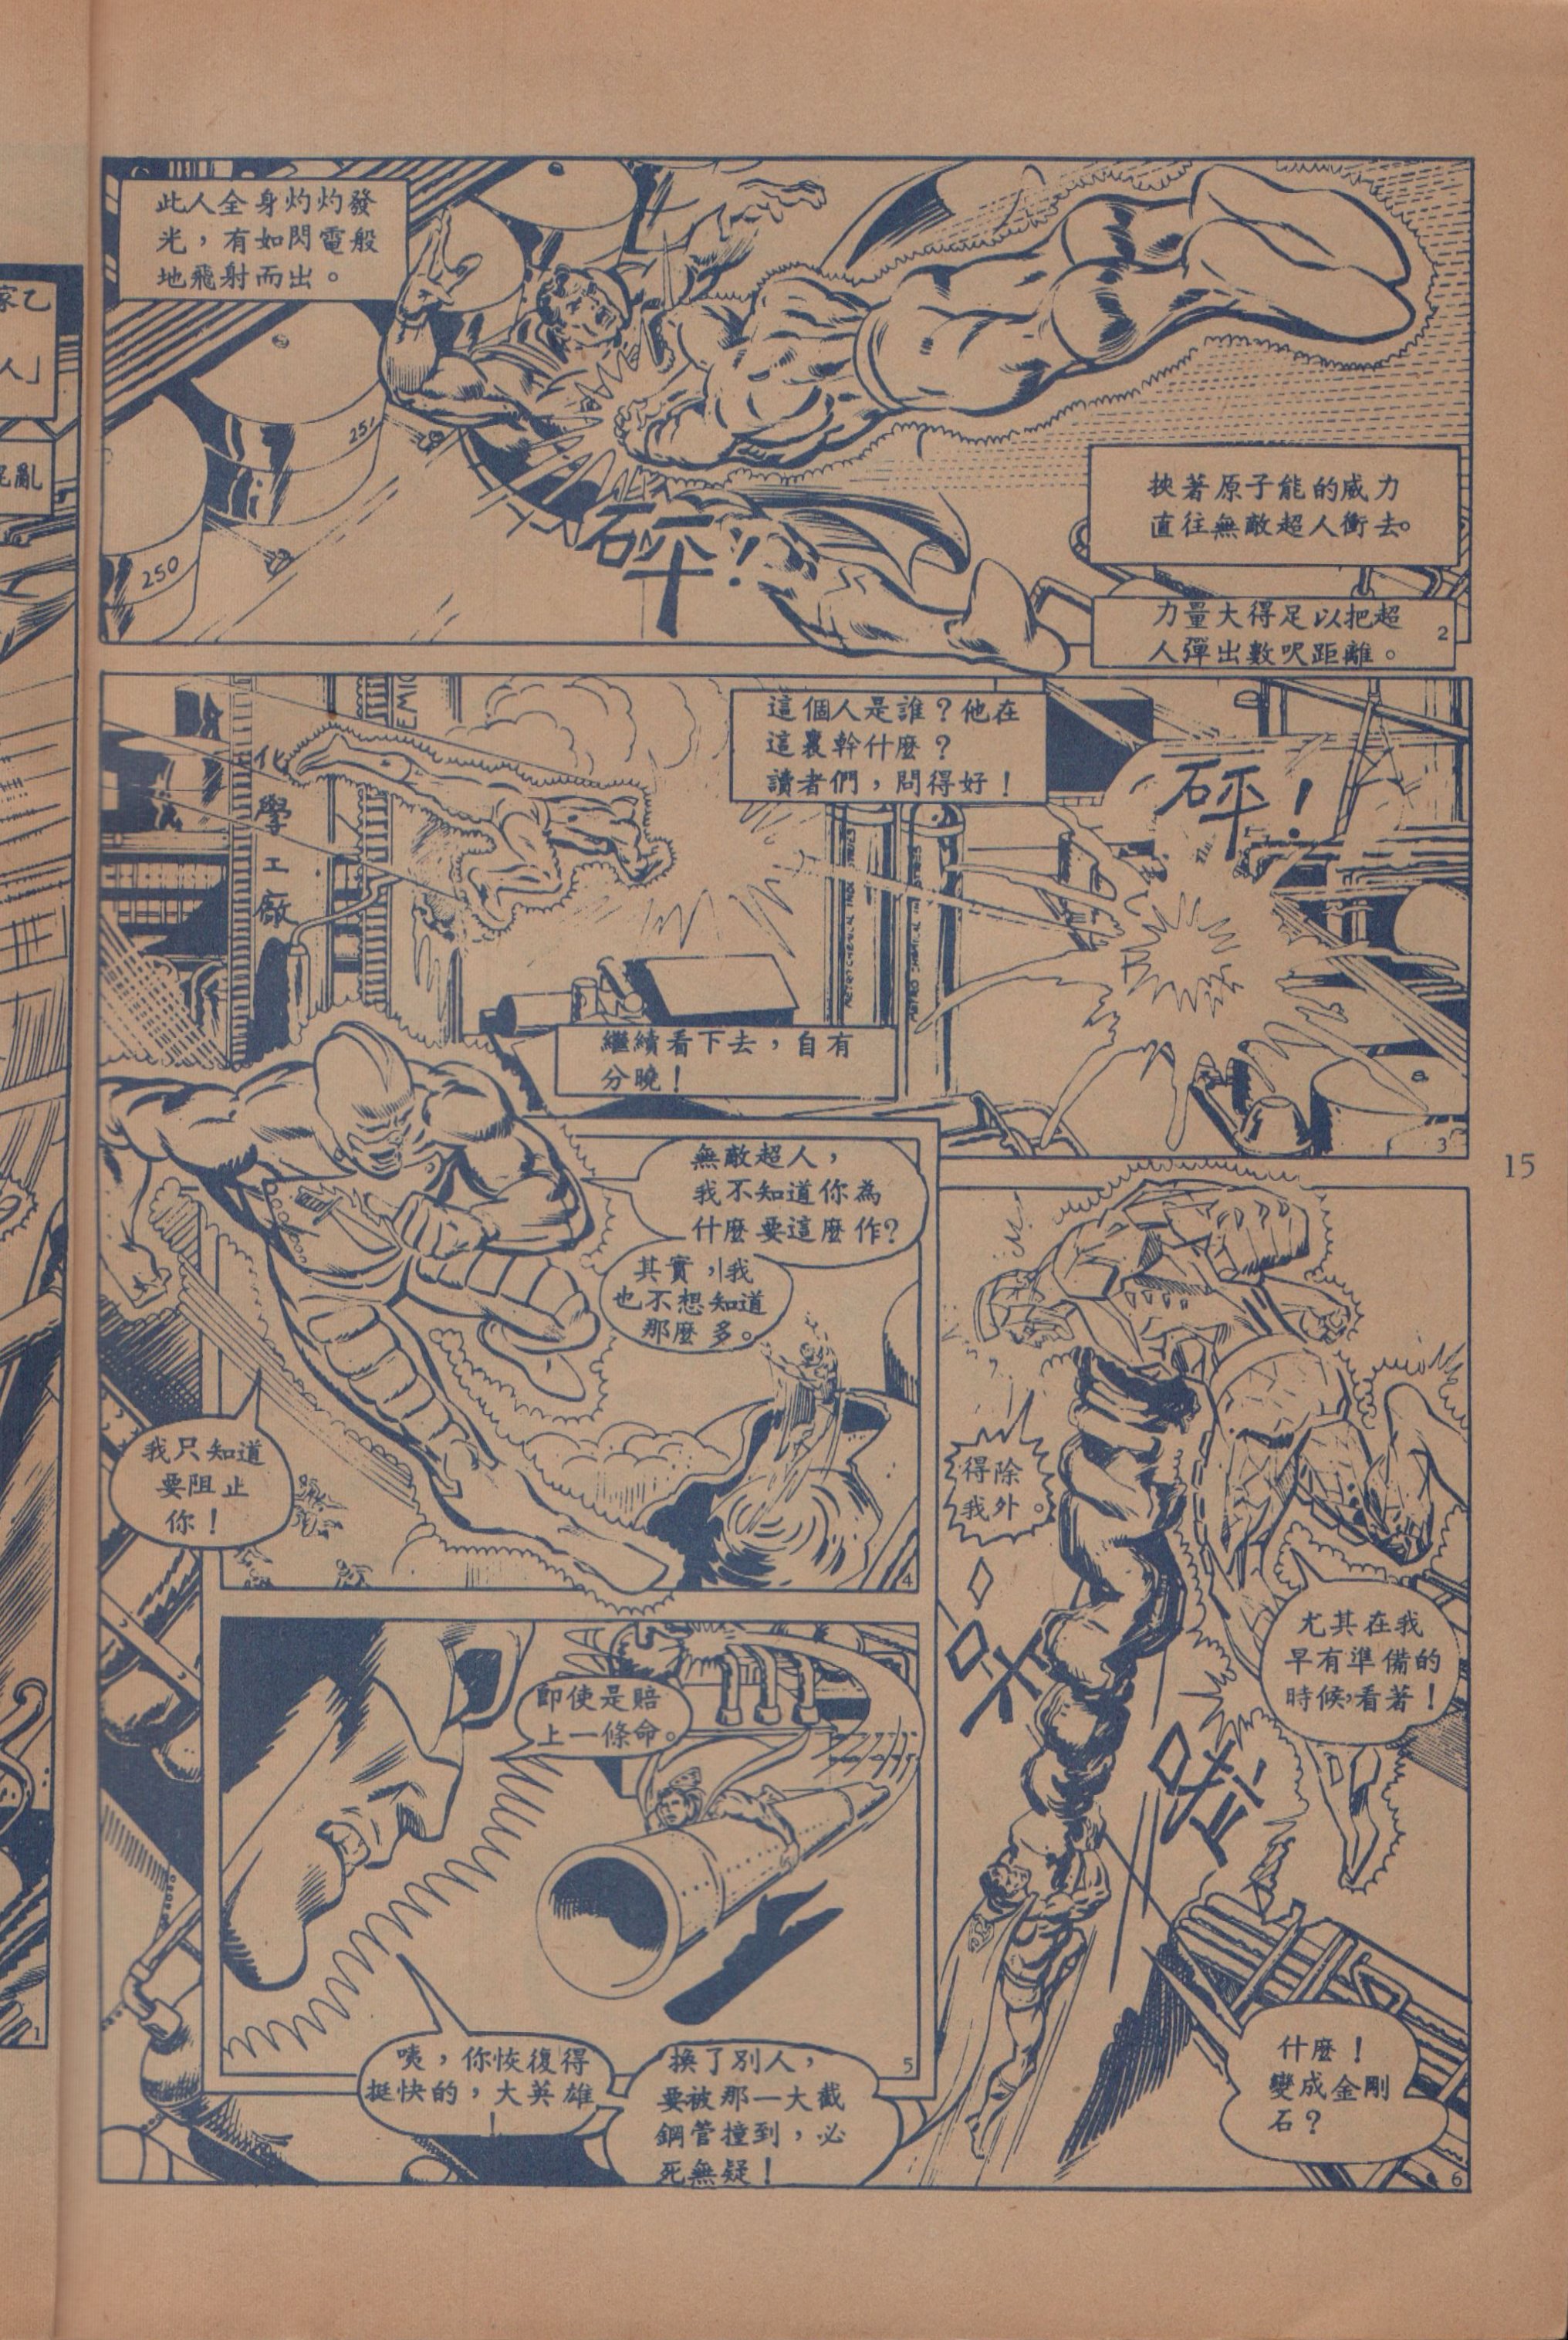 此人全身灼灼發
光，有如閃電般
地飛射而出。
251
250
砰！
挾著原子能的威力
直往無敵超人衝去。
力量大得足以把超
人彈出數呎距離。
2
這個人是誰？他在
這裏幹什麼？
讀者們，問得好！
EMIC
化
學
工
廠
砰！
繼續看下去，自有
分曉！
3
無敵超人，
我不知道你為
什麼要這麼作？
其實，我
也不想知道
那麼多。
我只知道
要阻止
你！
4
即使是賠
上一條命。
咦，你恢復得
挺快的，大英雄
！
換了別人，
要被那一大截
鋼管撞到，必
死無疑！
5
得除
我外。
尤其在我
早有準備的
時候，看著！
什麼！
變成金剛
石？
6
15
家乙
人」
亂
1